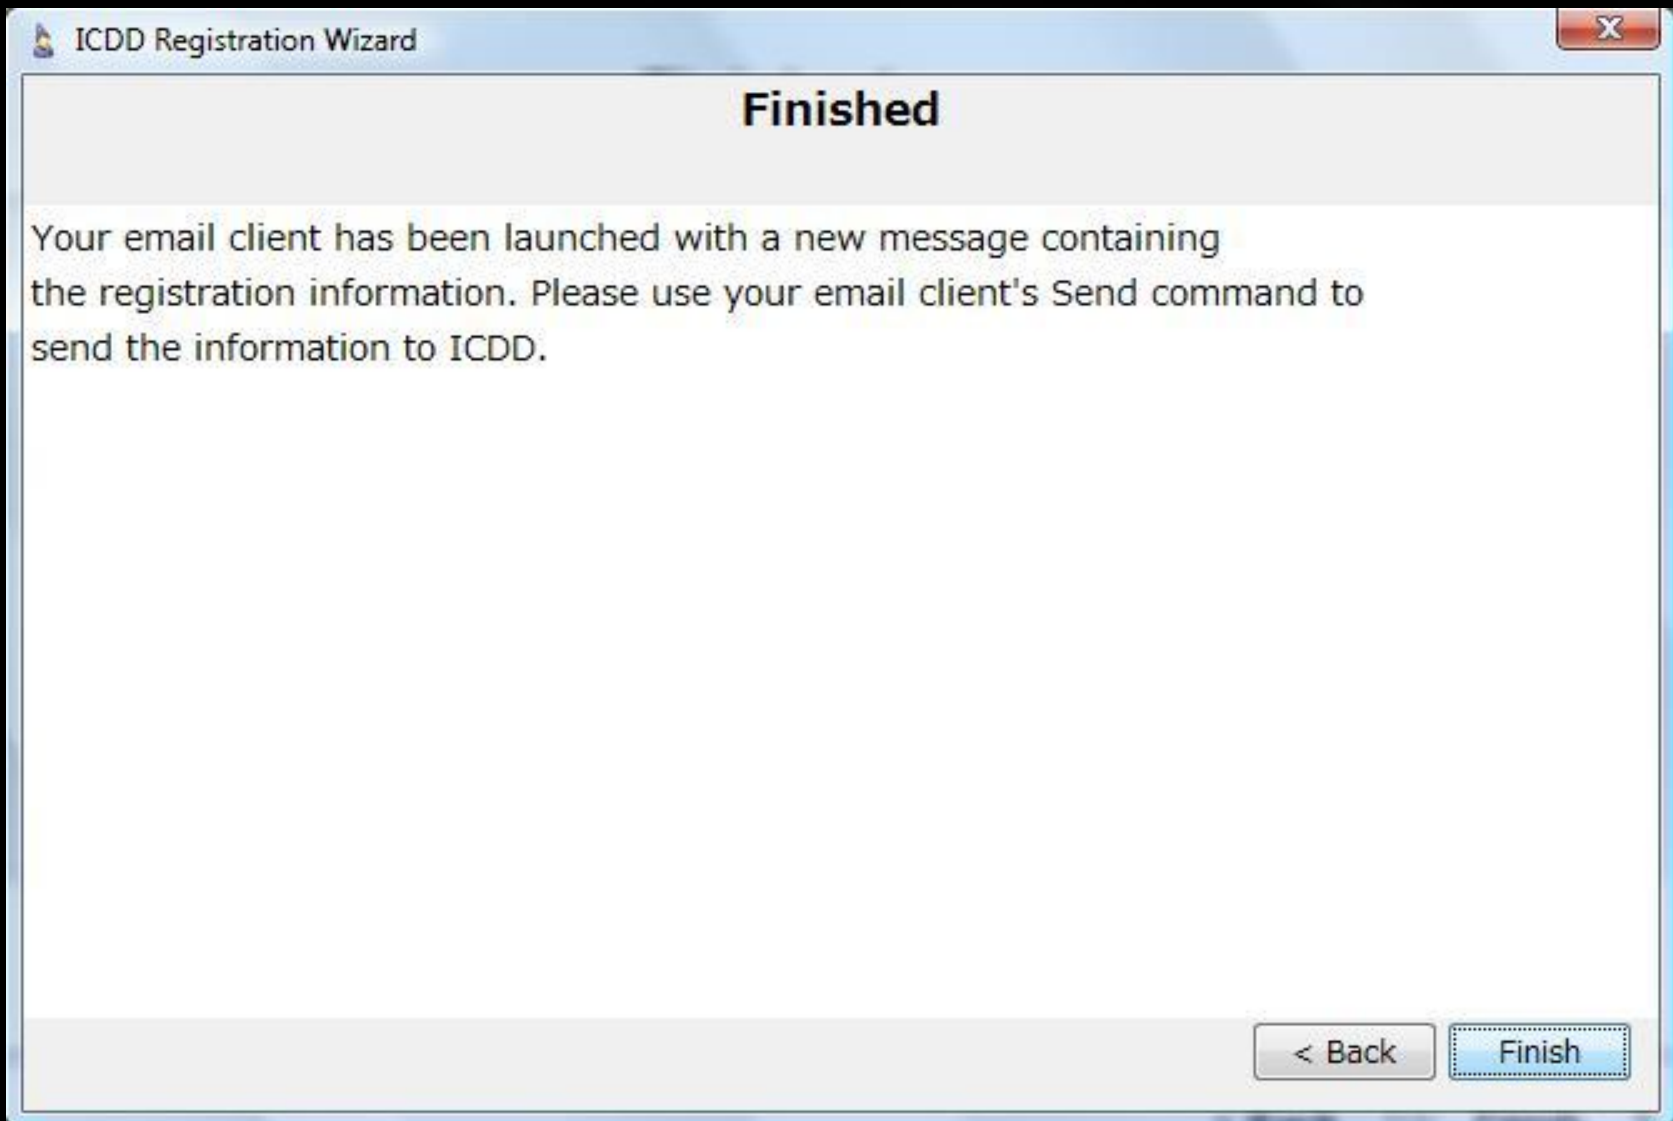 ICDD Registration Wizard
Finished
Your email client has been launched with a new message containing
the registration information. Please use your email client's Send command to
send the information to ICDD.
< Back
Finish